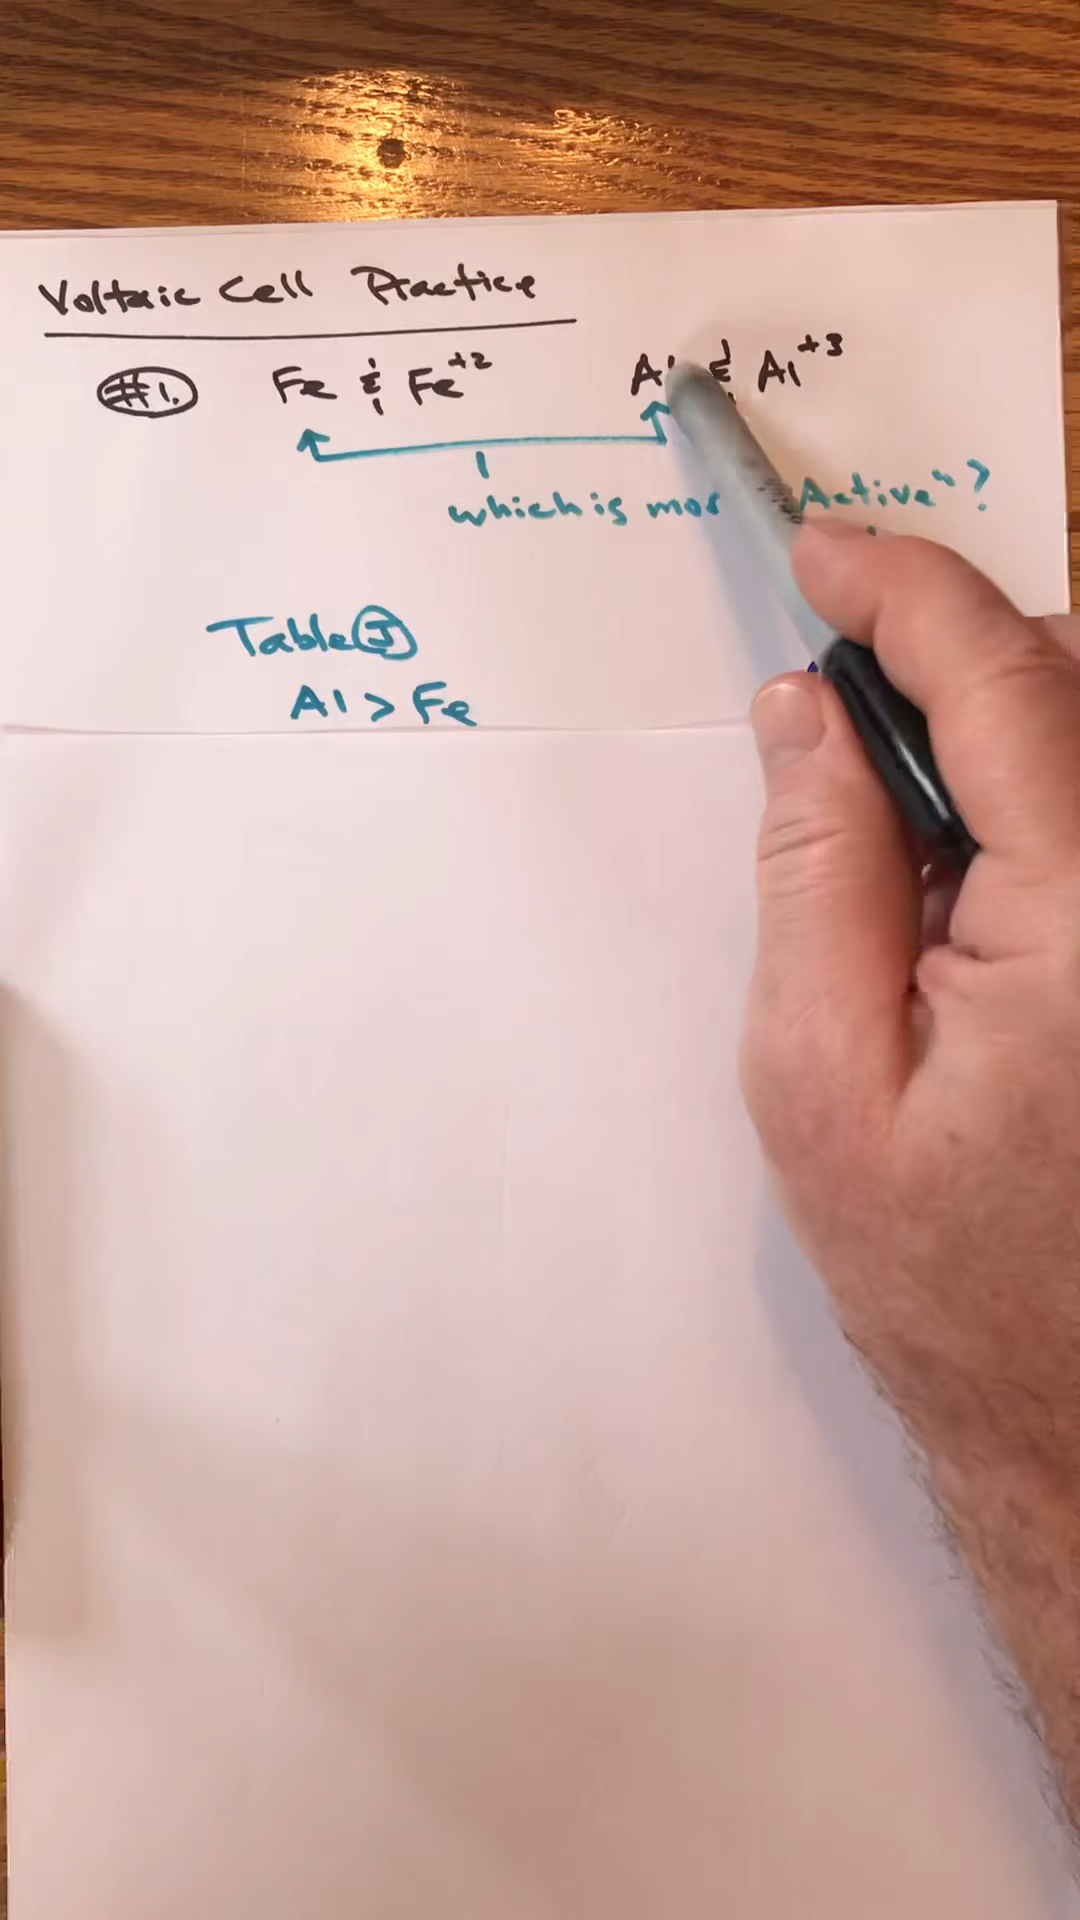 Voltaic Cell Practice
#1. Fe & Fe+2 Al & Al+3
which is mor Active"?
Table J
Al > Fe